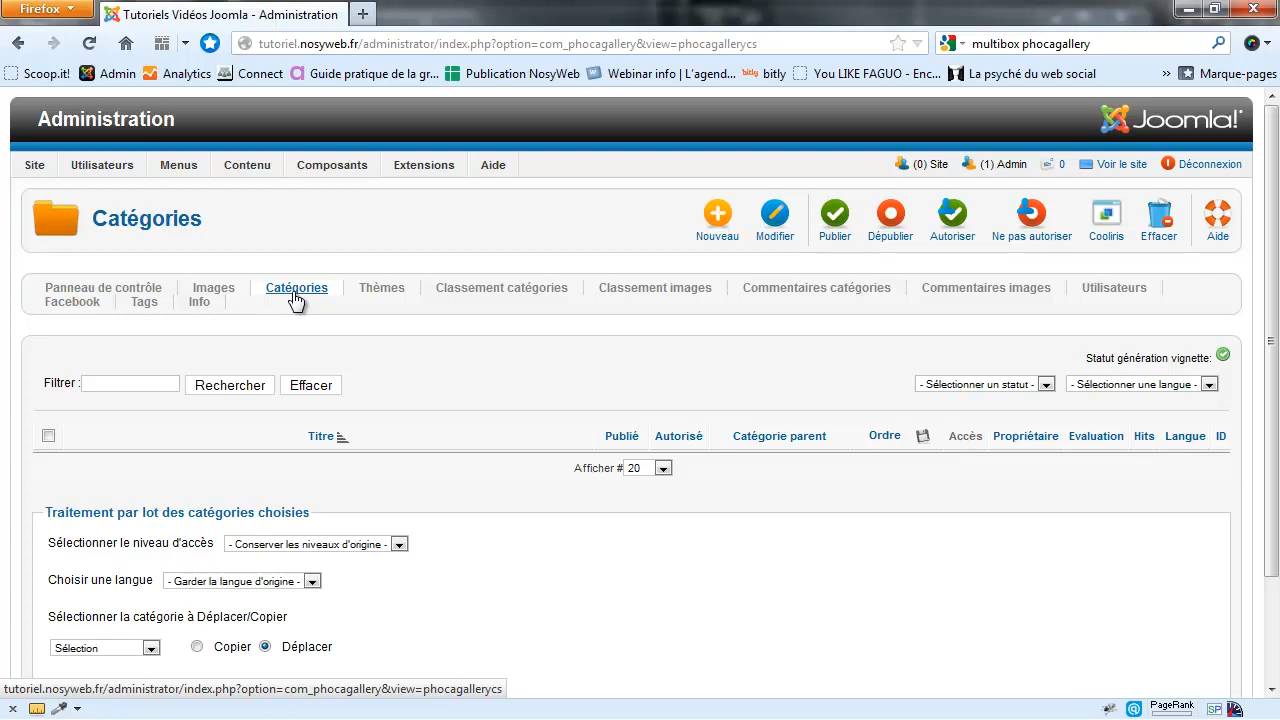 Firefox
Tutoriels Vidéos Joomla - Administration
tutoriel.nosyweb.fr/administrator/index.php?option=com_phocagallery&view=phocagallerycs
multibox phocagallery
Scoop.it! Admin Analytics Connect Guide pratique de la gr... Publication NosyWeb Webinar info | L'agend... bitly bitly You LIKE FAGUO - Enc... La psyché du web social » Marque-pages
Administration
Joomla!
Site Utilisateurs Menus Contenu Composants Extensions Aide
(0) Site (1) Admin 0 Voir le site Déconnexion
Catégories
Nouveau Modifier Publier Dépublier Autoriser Ne pas autoriser Cooliris Effacer Aide
Panneau de contrôle Images Catégories Thèmes Classement catégories Classement images Commentaires catégories Commentaires images Utilisateurs
Facebook Tags Info
Statut génération vignette:
Filtrer : Rechercher Effacer - Sélectionner un statut - - Sélectionner une langue -
Titre Publié Autorisé Catégorie parent Ordre Accès Propriétaire Evaluation Hits Langue ID
Afficher # 20
Traitement par lot des catégories choisies
Sélectionner le niveau d'accès - Conserver les niveaux d'origine -
Choisir une langue - Garder la langue d'origine -
Sélectionner la catégorie à Déplacer/Copier
Sélection Copier Déplacer
tutoriel.nosyweb.fr/administrator/index.php?option=com_phocagallery&view=phocagallerycs
PageRank
SP